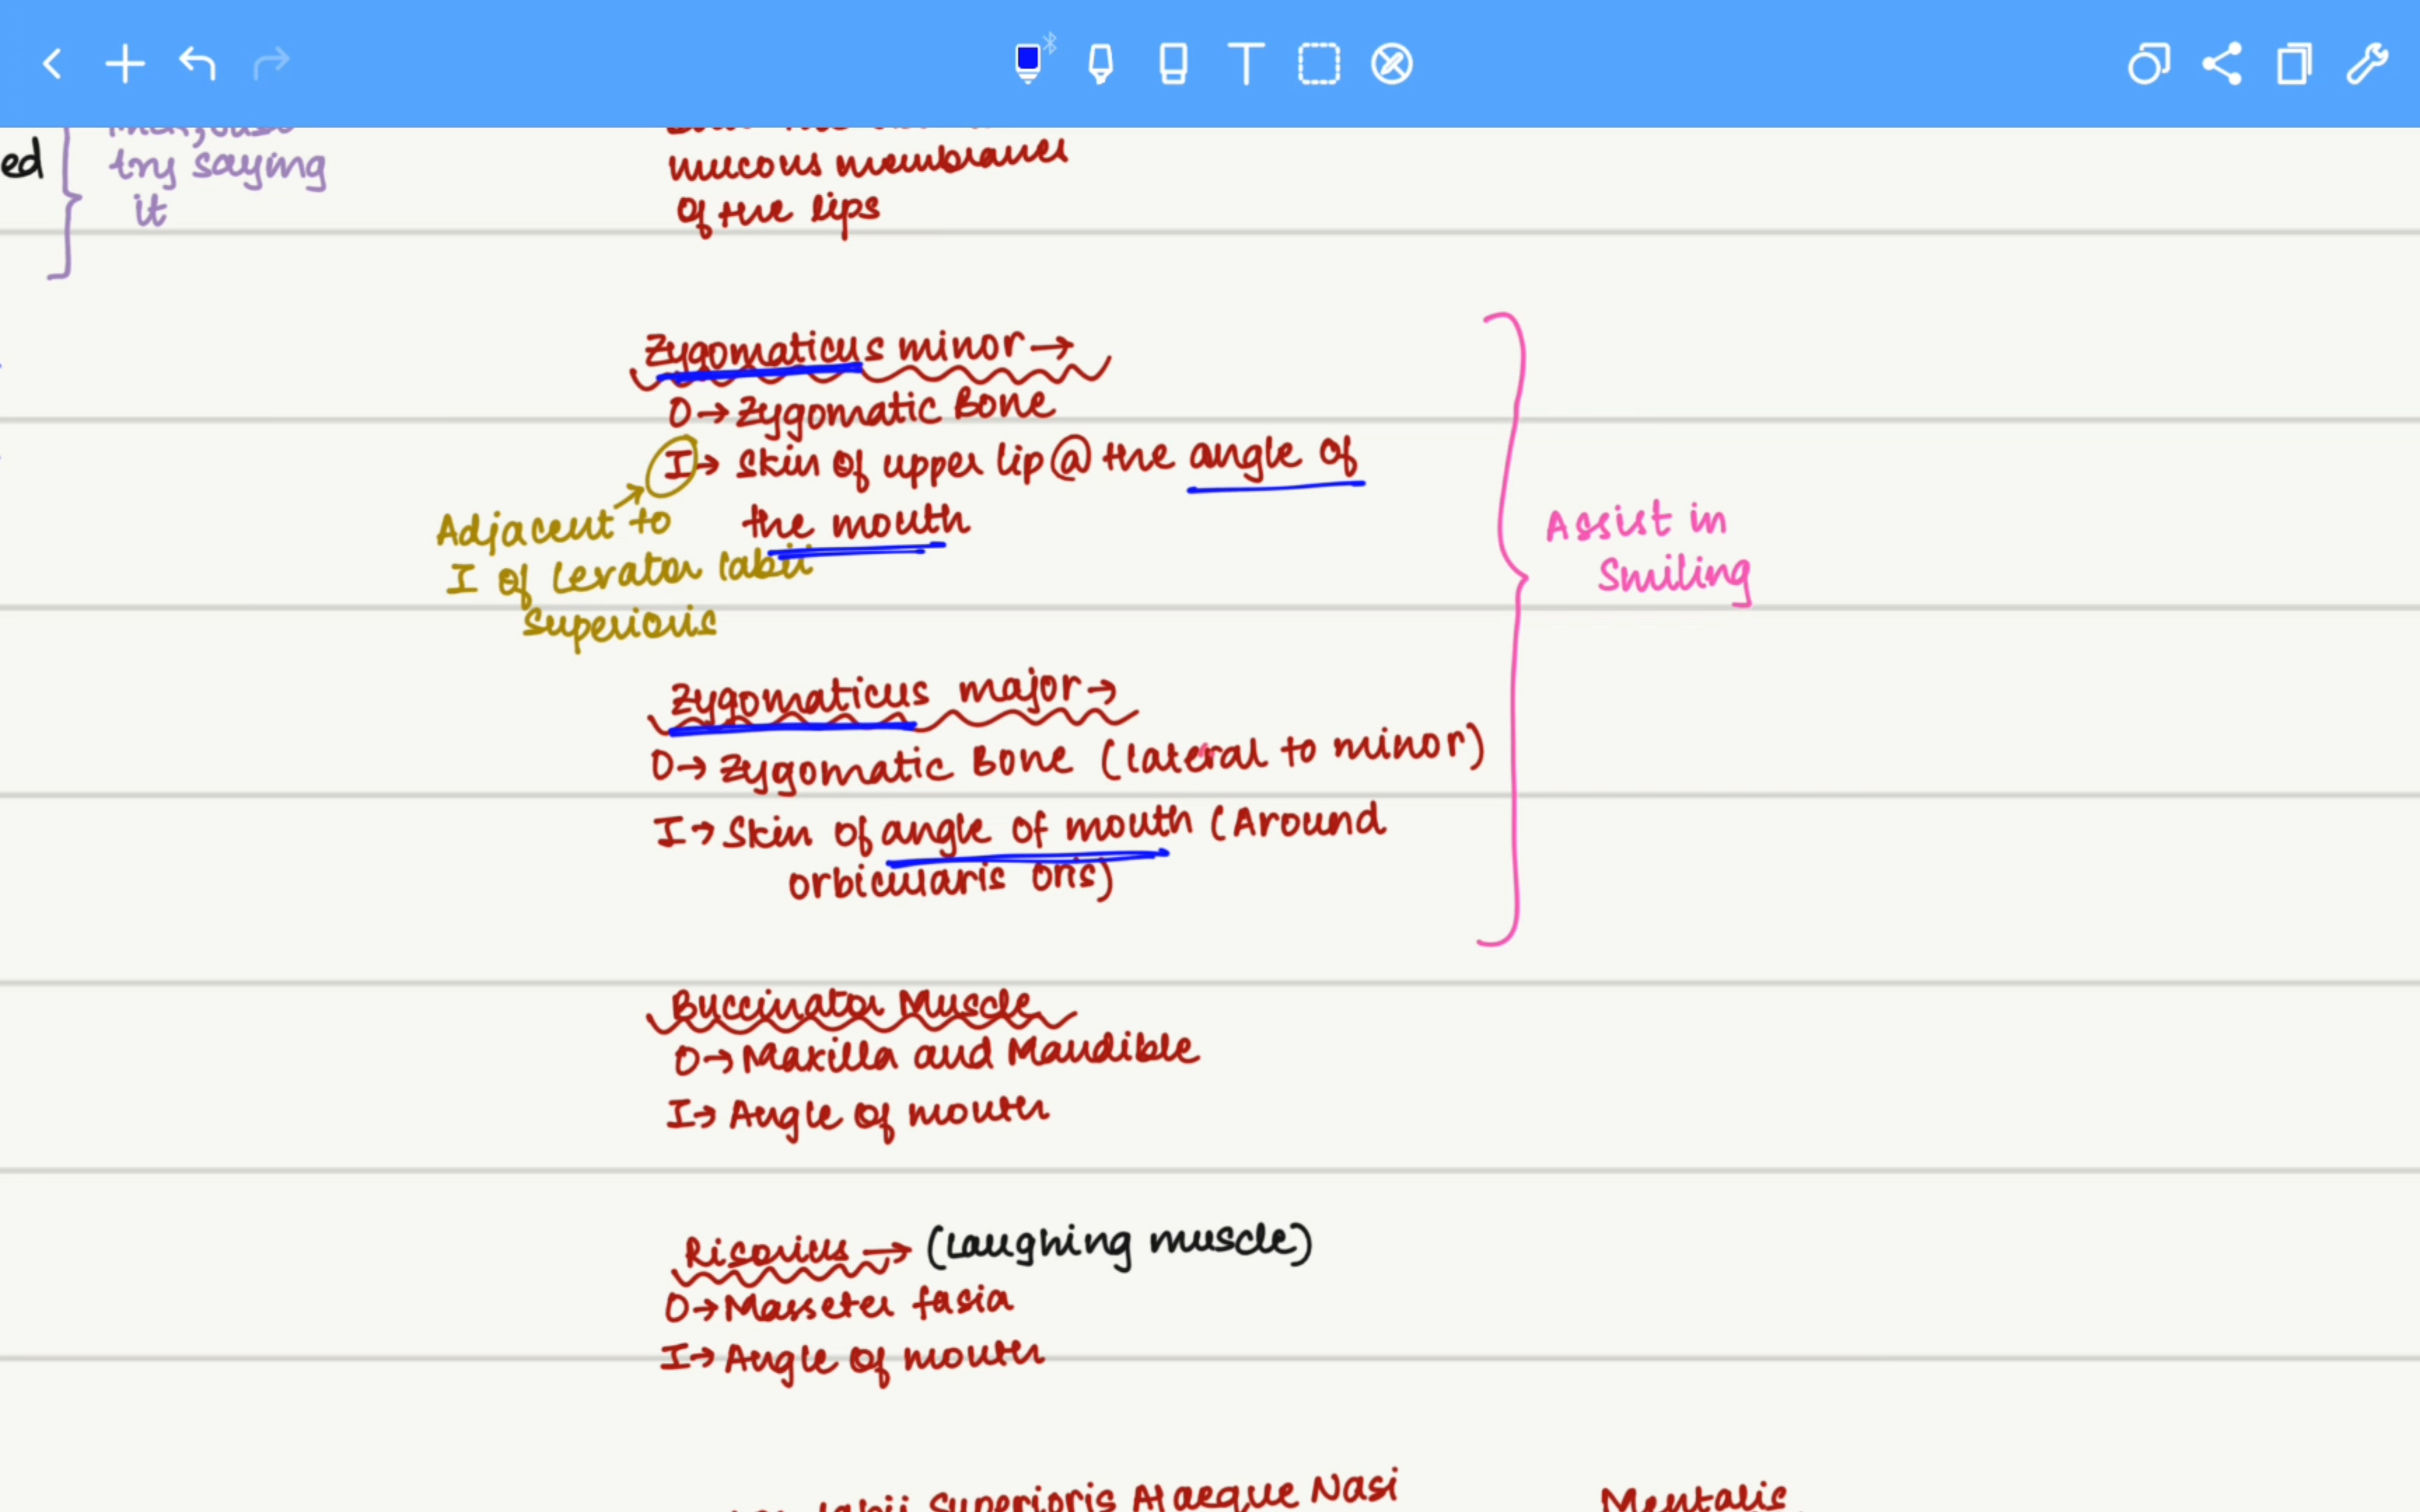 ed
try saying
it
mucous membranes
of the lips
Zygomaticus minor →
O → Zygomatic Bone
I → Skin of upper lip @ the angle of
the mouth
Adjacent to
I of Levator labii
superioris
Assist in
Smiling
Zygomaticus major →
O → Zygomatic Bone (lateral to minor)
I → Skin of angle of mouth (Around
orbicularis oris)
Buccinator Muscle
O → Maxilla and Mandible
I → Angle of mouth
Risorius → (Laughing muscle)
O → Masseter fasia
I → Angle of mouth
labii Superioris Alaeque Nasi
Mentalis